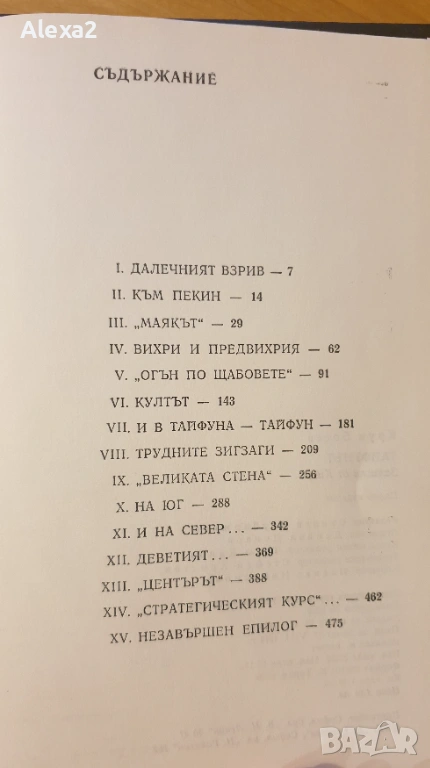 Alexa2
СЪДЪРЖАНИЕ
I. ДАЛЕЧНИЯТ ВЗРИВ — 7
II. КЪМ ПЕКИН — 14
III. „МАЯКЪТ“ — 29
IV. ВИХРИ И ПРЕДВИХРИЯ — 62
V. „ОГЪН ПО ЩАБОВЕТЕ“ — 91
VI. КУЛТЪТ — 143
VII. И В ТАЙФУНА — ТАЙФУН — 181
VIII. ТРУДНИТЕ ЗИГЗАГИ — 209
IX. „ВЕЛИКАТА СТЕНА“ — 256
X. НА ЮГ — 288
XI. И НА СЕВЕР... — 342
XII. ДЕВЕТИЯТ... — 369
XIII. „ЦЕНТЪРЪТ“ — 388
XIV. „СТРАТЕГИЧЕСКИЯТ КУРС“... — 462
XV. НЕЗАВЪРШЕН ЕПИЛОГ — 475
BAZAR